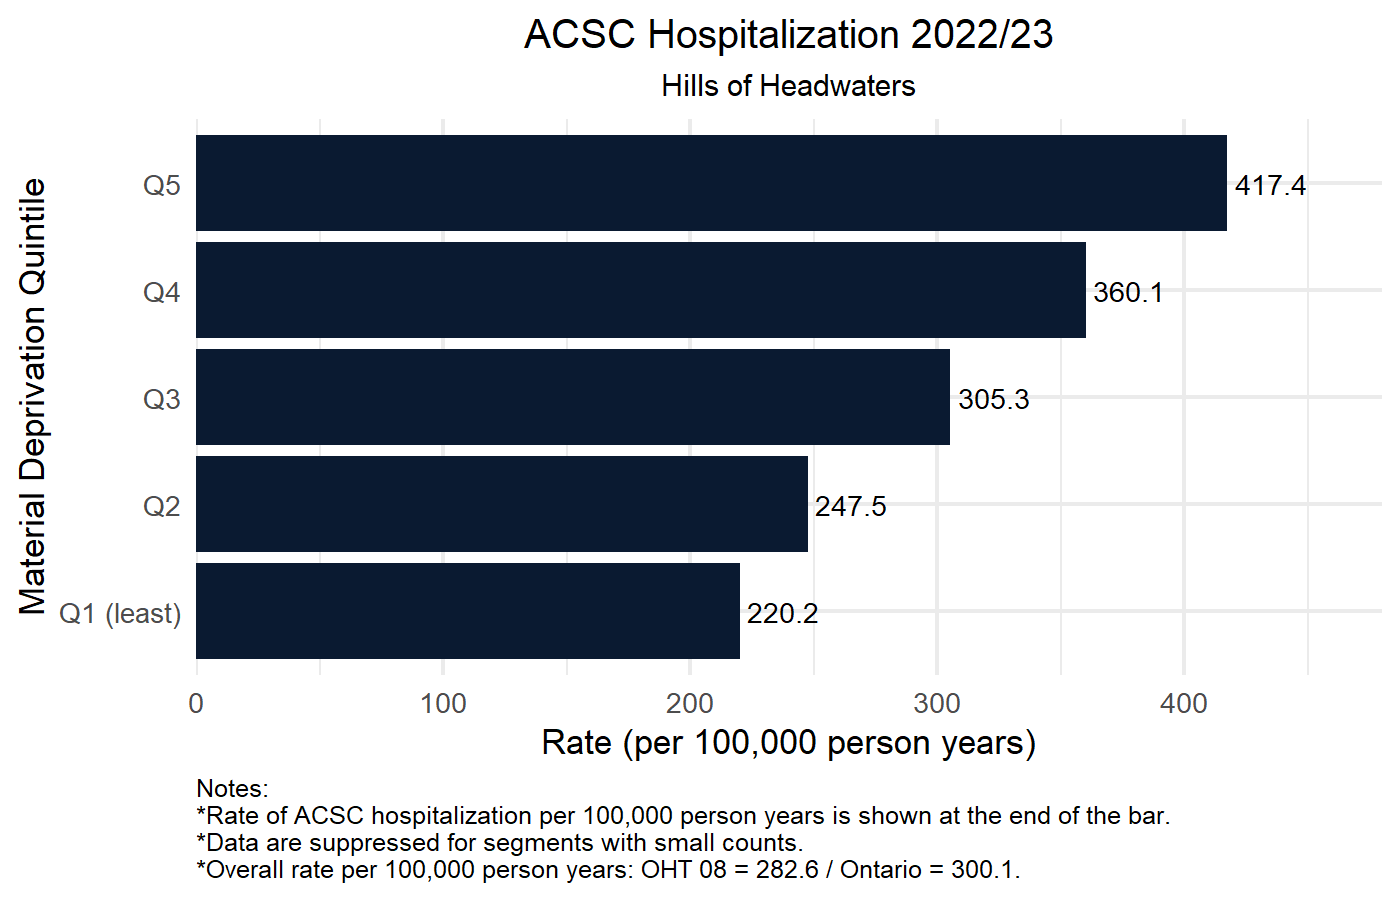 ACSC Hospitalization 2022/23
Hills of Headwaters
Material Deprivation Quintile
Q5
417.4
Q4
360.1
Q3
305.3
Q2
247.5
Q1 (least)
220.2
0 100 200 300 400
Rate (per 100,000 person years)
Notes:
*Rate of ACSC hospitalization per 100,000 person years is shown at the end of the bar.
*Data are suppressed for segments with small counts.
*Overall rate per 100,000 person years: OHT 08 = 282.6 / Ontario = 300.1.